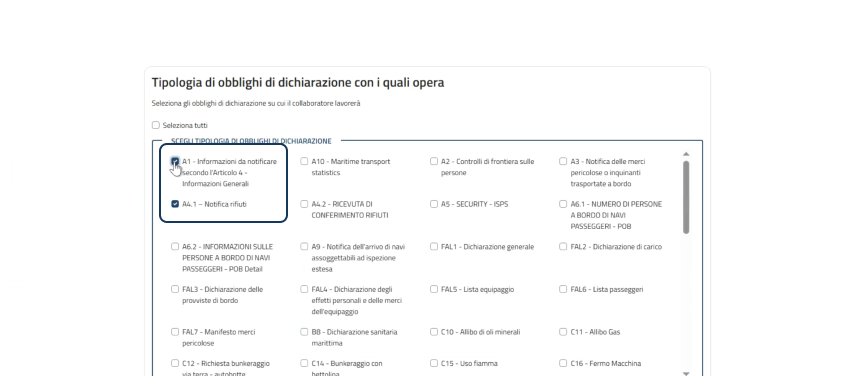 Tipologia di obblighi di dichiarazione con i quali opera
Seleziona gli obblighi di dichiarazione su cui il collaboratore lavorerà
Seleziona tutti
SCEGLI TIPOLOGIA DI OBBLIGHI DI DICHIARAZIONE
A1 - Informazioni da notificare
secondo l'Articolo 4 -
Informazioni Generali
A10 - Maritime transport
statistics
A2 - Controlli di frontiera sulle
persone
A3 - Notifica delle merci
pericolose o inquinanti
trasportate a bordo
A4.1 – Notifica rifiuti
A4.2 - RICEVUTA DI
CONFERIMENTO RIFIUTI
A5 - SECURITY - ISPS
A6.1 - NUMERO DI PERSONE
A BORDO DI NAVI
PASSEGGERI - POB
A6.2 - INFORMAZIONI SULLE
PERSONE A BORDO DI NAVI
PASSEGGERI - POB Detail
A9 - Notifica dell'arrivo di navi
assoggettabili ad ispezione
estesa
FAL1 - Dichiarazione generale
FAL2 - Dichiarazione di carico
FAL3 - Dichiarazione delle
provviste di bordo
FAL4 - Dichiarazione degli
effetti personali e delle merci
dell'equipaggio
FAL5 - Lista equipaggio
FAL6 - Lista passeggeri
FAL7 - Manifesto merci
pericolose
B8 - Dichiarazione sanitaria
marittima
C10 - Allibo di oli minerali
C11 - Allibo Gas
C12 - Richiesta bunkeraggio
via terra - autobotte
C14 - Bunkeraggio con
bettolina
C15 - Uso fiamma
C16 - Fermo Macchina